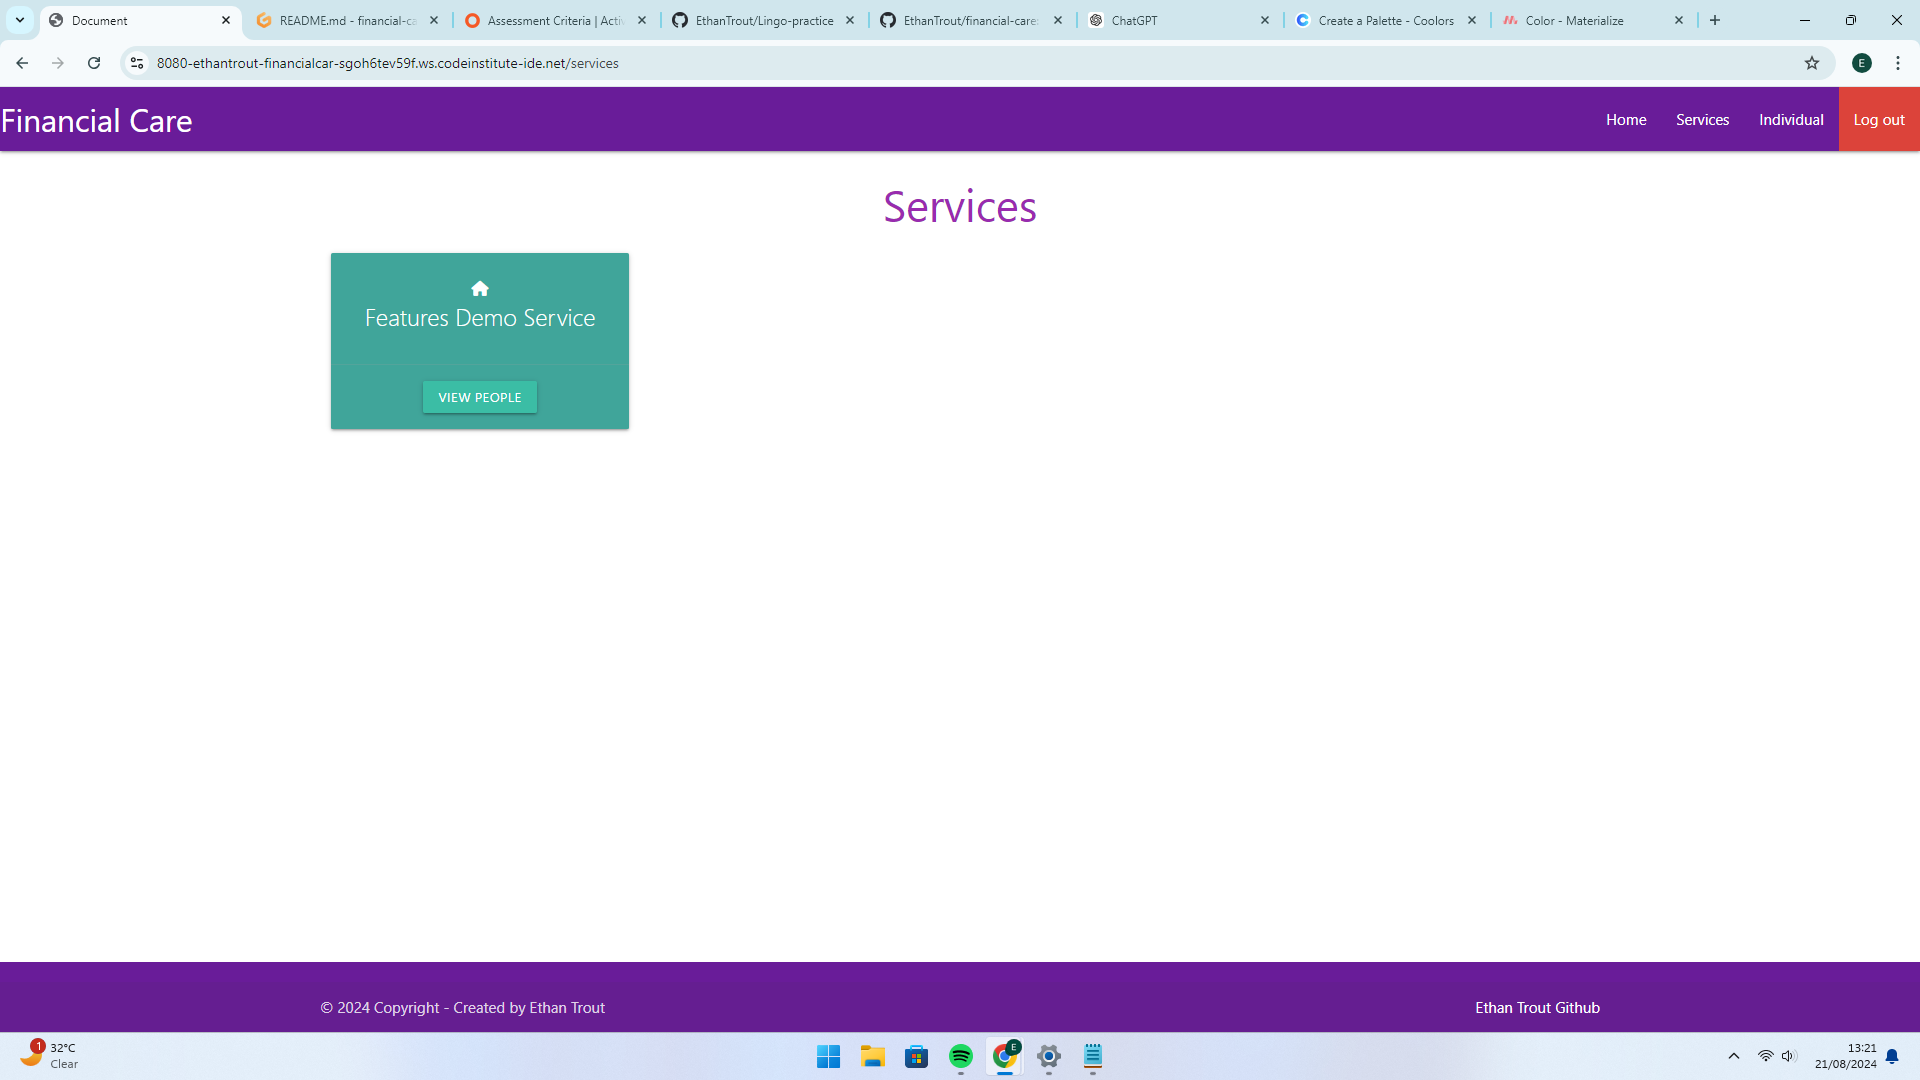 Document
README.md - financial-ca
Assessment Criteria | Activ
EthanTrout/Lingo-practice
EthanTrout/financial-care:
ChatGPT
Create a Palette - Coolors
Color - Materialize
8080-ethantrout-financialcar-sgoh6tev59f.ws.codeinstitute-ide.net/services
E
Financial Care
Home
Services
Individual
Log out
Services
Features Demo Service
VIEW PEOPLE
© 2024 Copyright - Created by Ethan Trout
Ethan Trout Github
1
32°C
Clear
E
13:21
21/08/2024